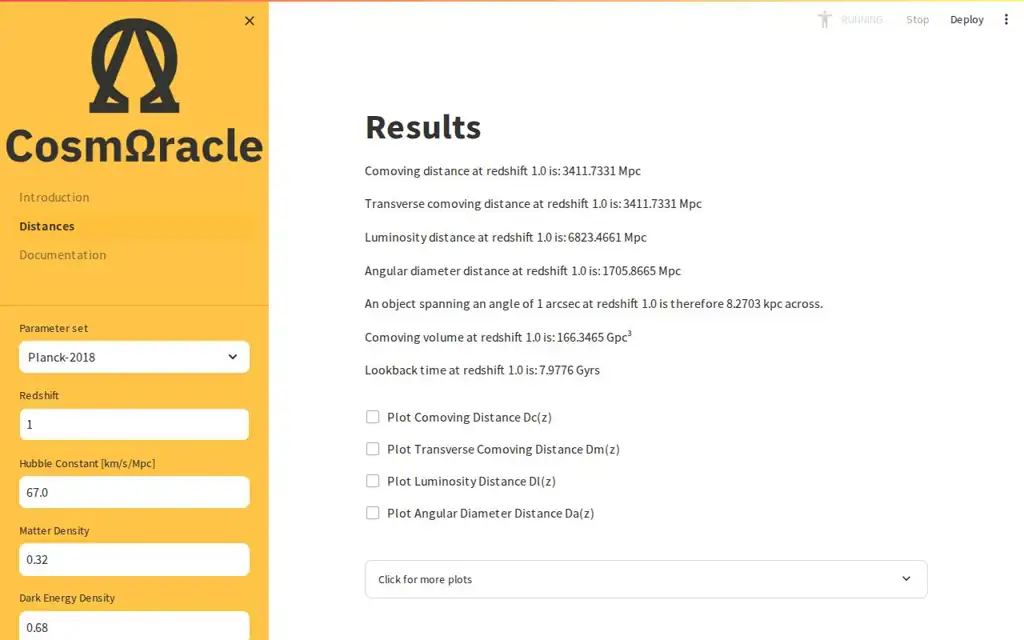 RUNNING
Stop
Deploy
CosmΩracle
Introduction
Distances
Documentation
Parameter set
Planck-2018
Redshift
1
Hubble Constant [km/s/Mpc]
67.0
Matter Density
0.32
Dark Energy Density
0.68
Results
Comoving distance at redshift 1.0 is: 3411.7331 Mpc
Transverse comoving distance at redshift 1.0 is: 3411.7331 Mpc
Luminosity distance at redshift 1.0 is: 6823.4661 Mpc
Angular diameter distance at redshift 1.0 is: 1705.8665 Mpc
An object spanning an angle of 1 arcsec at redshift 1.0 is therefore 8.2703 kpc across.
Comoving volume at redshift 1.0 is: 166.3465 Gpc³
Lookback time at redshift 1.0 is: 7.9776 Gyrs
Plot Comoving Distance Dc(z)
Plot Transverse Comoving Distance Dm(z)
Plot Luminosity Distance Dl(z)
Plot Angular Diameter Distance Da(z)
Click for more plots